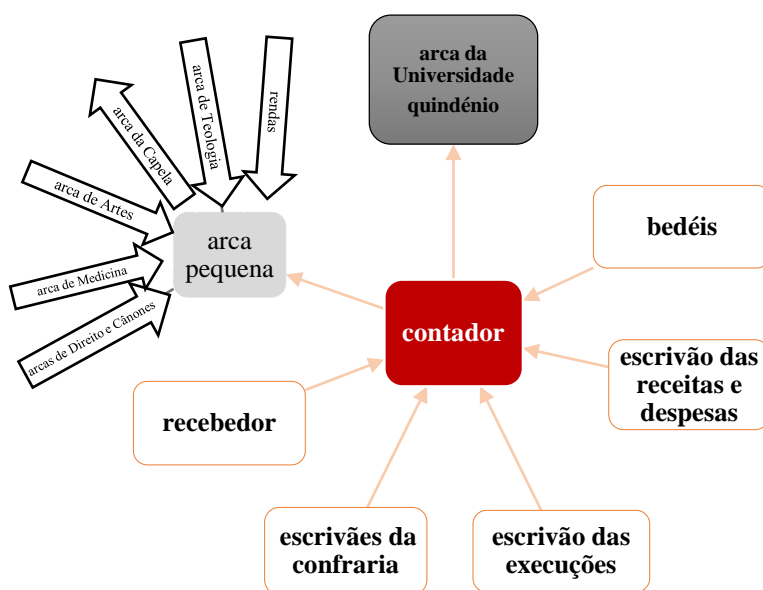 arca da
Universidade
quindénio
rendas
arca de Teologia
arca da Capela
arca de Artes
arca de Medicina
arcas de Direito e Cânones
arca
pequena
bedéis
contador
escrivão das
receitas e
despesas
recebedor
escrivães da
confraria
escrivão das
execuções